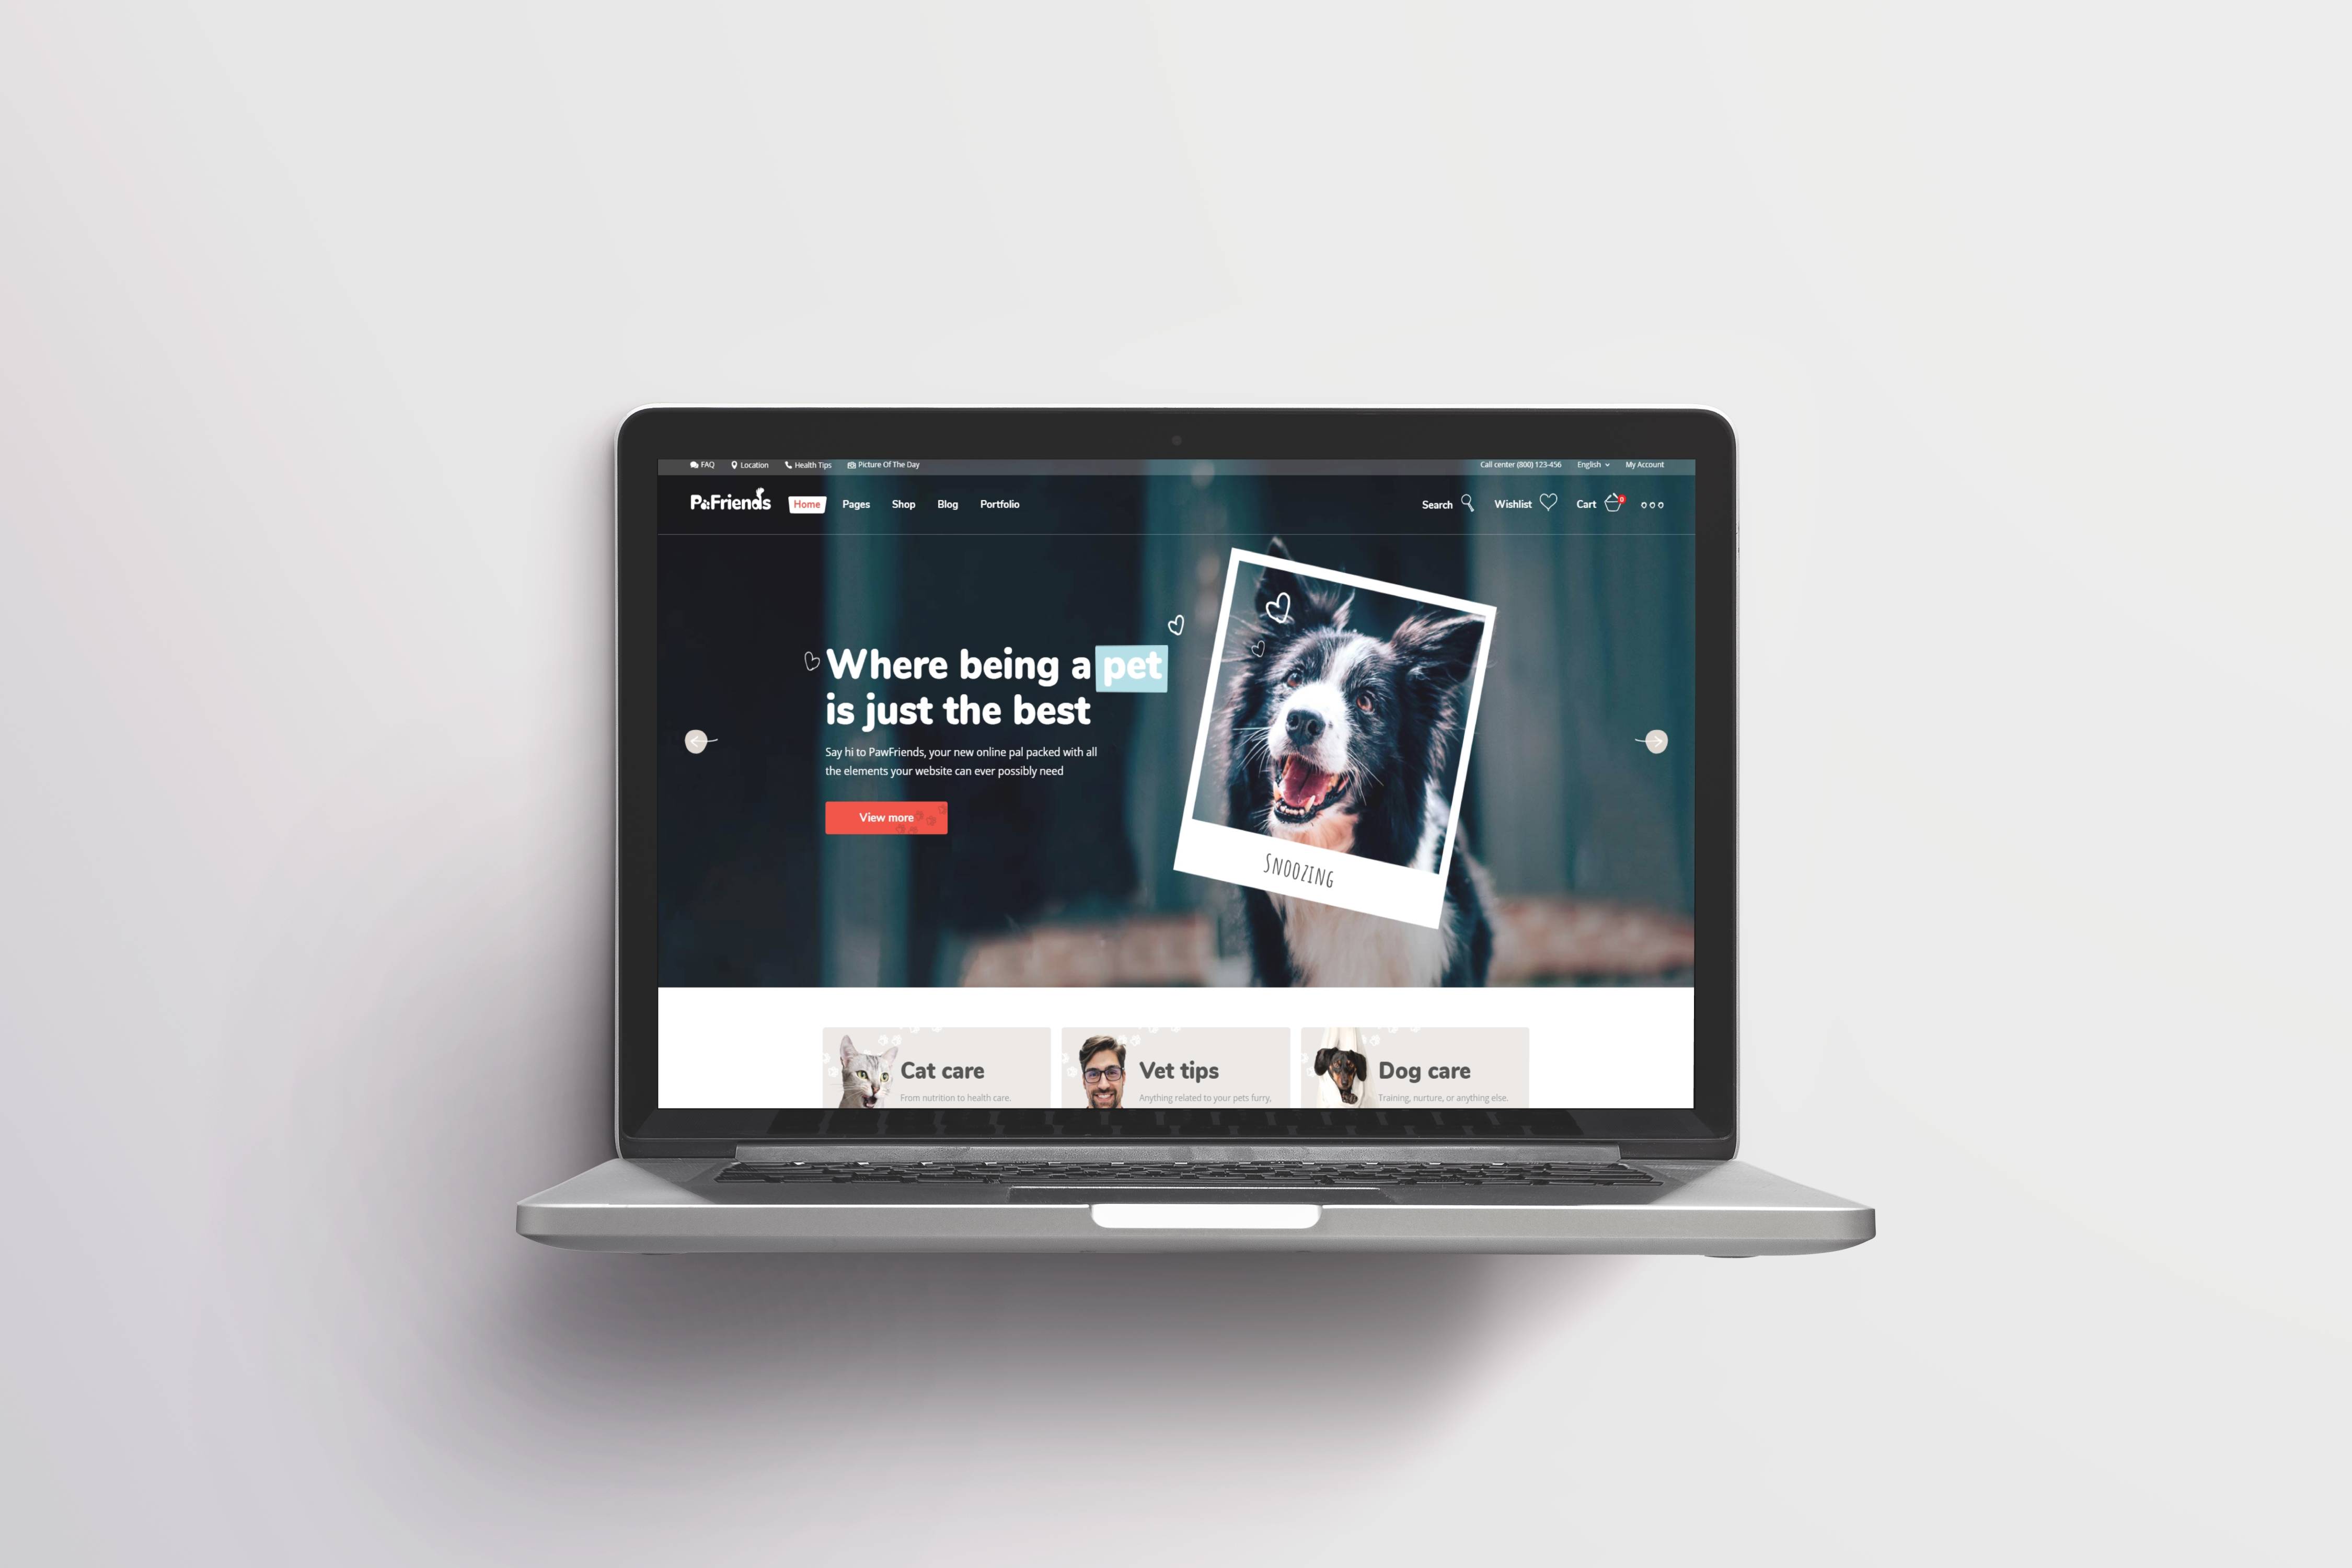 FAQ Location Health Tips Picture Of The Day Call center (800) 123-456 English My Account
PawFriends Home Pages Shop Blog Portfolio Search Wishlist Cart 0
Where being a pet
is just the best
Say hi to PawFriends, your new online pal packed with all
the elements your website can ever possibly need
View more
SNOOZING
Cat care Vet tips Dog care
From nutrition to health care. Anything related to your pets furry, Training, nurture, or anything else.